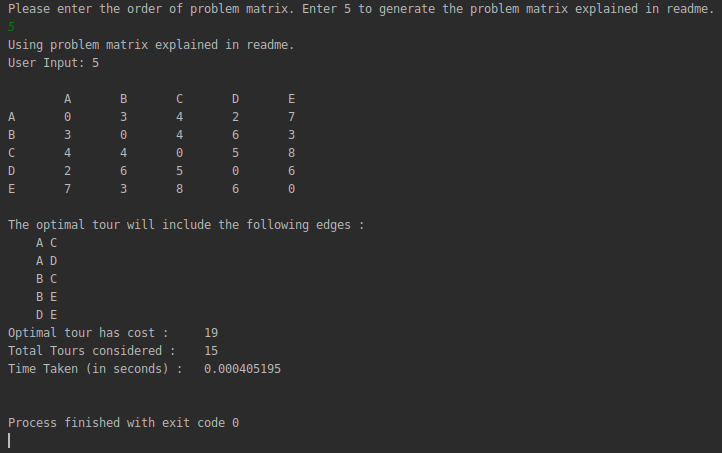 Please enter the order of problem matrix. Enter 5 to generate the problem matrix explained in readme.
5
Using problem matrix explained in readme.
User Input: 5
A B C D E
A 0 3 4 2 7
B 3 0 4 6 3
C 4 4 0 5 8
D 2 6 5 0 6
E 7 3 8 6 0
The optimal tour will include the following edges :
A C
A D
B C
B E
D E
Optimal tour has cost : 19
Total Tours considered : 15
Time Taken (in seconds) : 0.000405195
Process finished with exit code 0